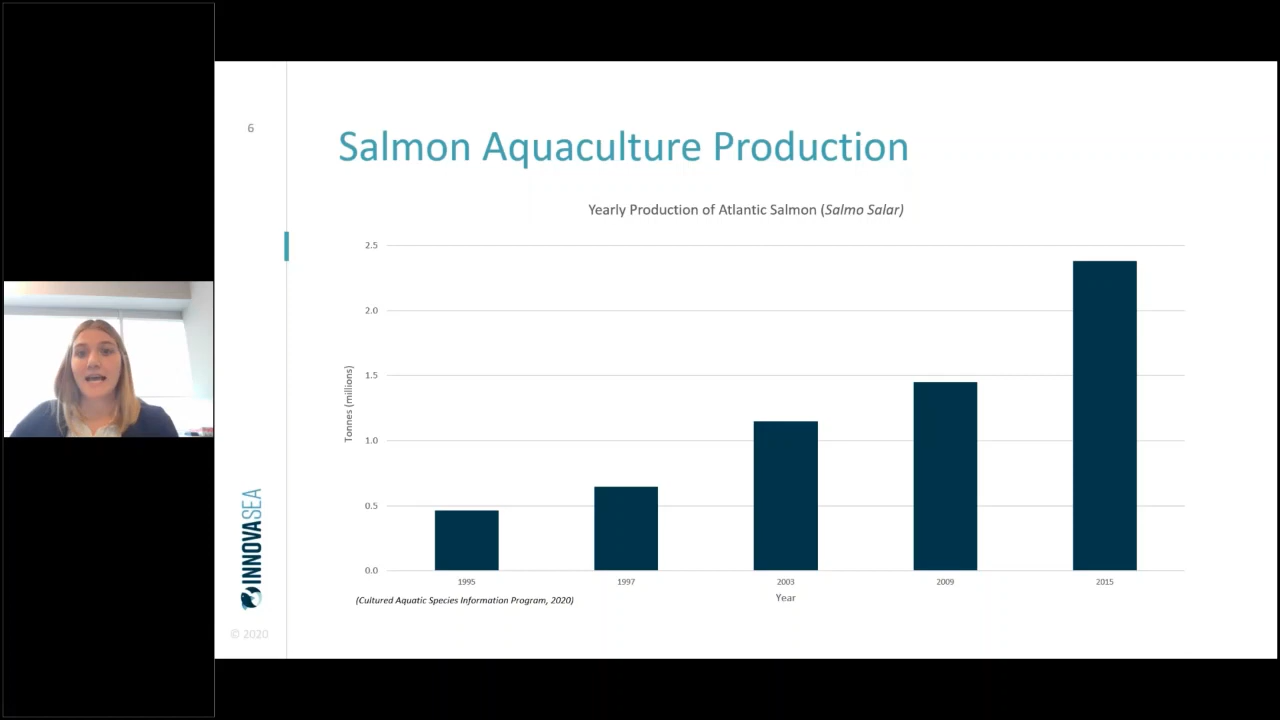 6
Salmon Aquaculture Production
Yearly Production of Atlantic Salmon (Salmo Salar)
2.5
2.0
1.5
1.0
0.5
0.0
Tonnes (millions)
1995 1997 2003 2009 2015
Year
(Cultured Aquatic Species Information Program, 2020)
INNOVASEA
© 2020